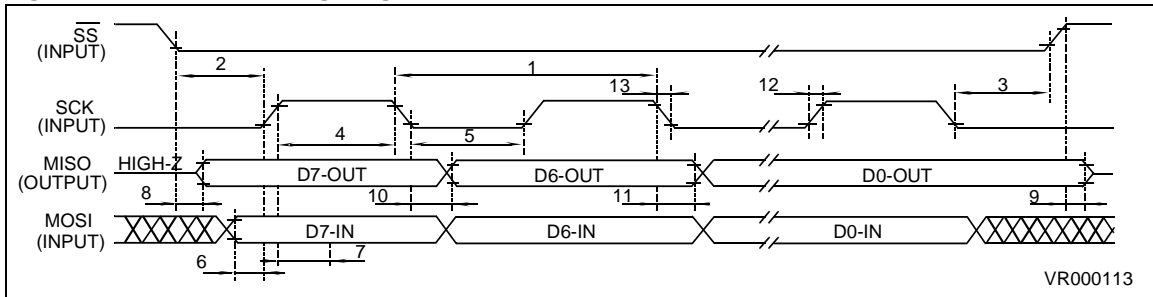 SS
(INPUT)
2
1
13
12
3
SCK
(INPUT)
4
5
MISO
(OUTPUT)
HIGH-Z
D7-OUT
D6-OUT
D0-OUT
8
10
11
9
MOSI
(INPUT)
D7-IN
D6-IN
D0-IN
6
7
VR000113